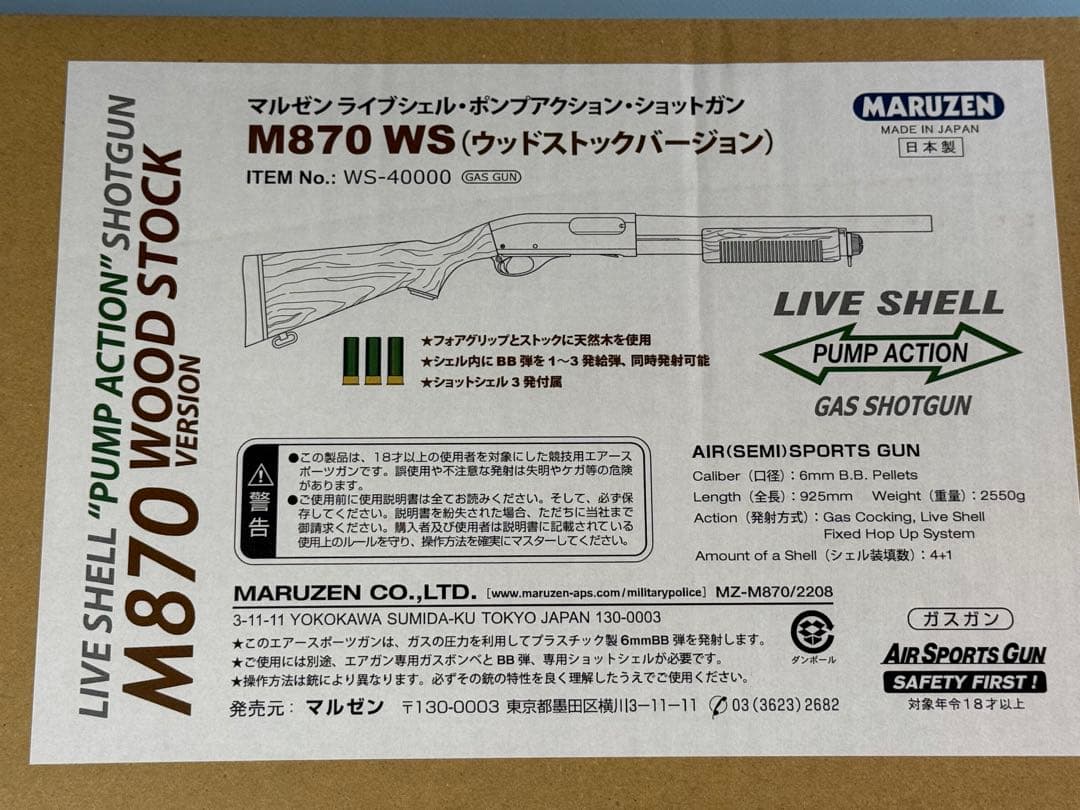 LIVE SHELL "PUMP ACTION" SHOTGUN
M870 WOOD STOCK
VERSION
マルゼン ライブシェル・ポンプアクション・ショットガン
M870 WS(ウッドストックバージョン)
ITEM No.: WS-40000 GAS GUN
MARUZEN
MADE IN JAPAN
日本製
★フォアグリップとストックに天然木を使用
★シェル内にBB弾を1〜3発給弾、同時発射可能
★ショットシェル3発付属
LIVE SHELL
PUMP ACTION
GAS SHOTGUN
警告
●この製品は、18才以上の使用者を対象にした競技用エアース
ポーツガンです。誤使用や不注意な発射は失明やケガ等の危険
があります。
●ご使用前に使用説明書は全てお読みください。そして、必ず保
存してください。説明書を紛失された場合、ただちに当社まで
御請求ください。購入者及び使用者は説明書に記載されている
使用上のルールを守り、操作方法を確実にマスターしてください。
AIR(SEMI)SPORTS GUN
Caliber(口径):6mm B.B. Pellets
Length(全長):925mm Weight(重量):2550g
Action(発射方式):Gas Cocking, Live Shell
Fixed Hop Up System
Amount of a Shell(シェル装填数):4+1
MARUZEN CO.,LTD. [www.maruzen-aps.com/militarypolice] MZ-M870/2208
3-11-11 YOKOKAWA SUMIDA-KU TOKYO JAPAN 130-0003
★このエアースポーツガンは、ガスの圧力を利用してプラスチック製6mmBB弾を発射します。
★ご使用には別途、エアガン専用ガスボンベとBB弾、専用ショットシェルが必要です。
★操作方法は銃により異なります。必ずその銃の特性を良く理解したうえでご使用ください。
発売元:マルゼン 〒130-0003 東京都墨田区横川3-11-11 03(3623)2682
ダンボール
ガスガン
AIR SPORTS GUN
SAFETY FIRST!
対象年令18才以上